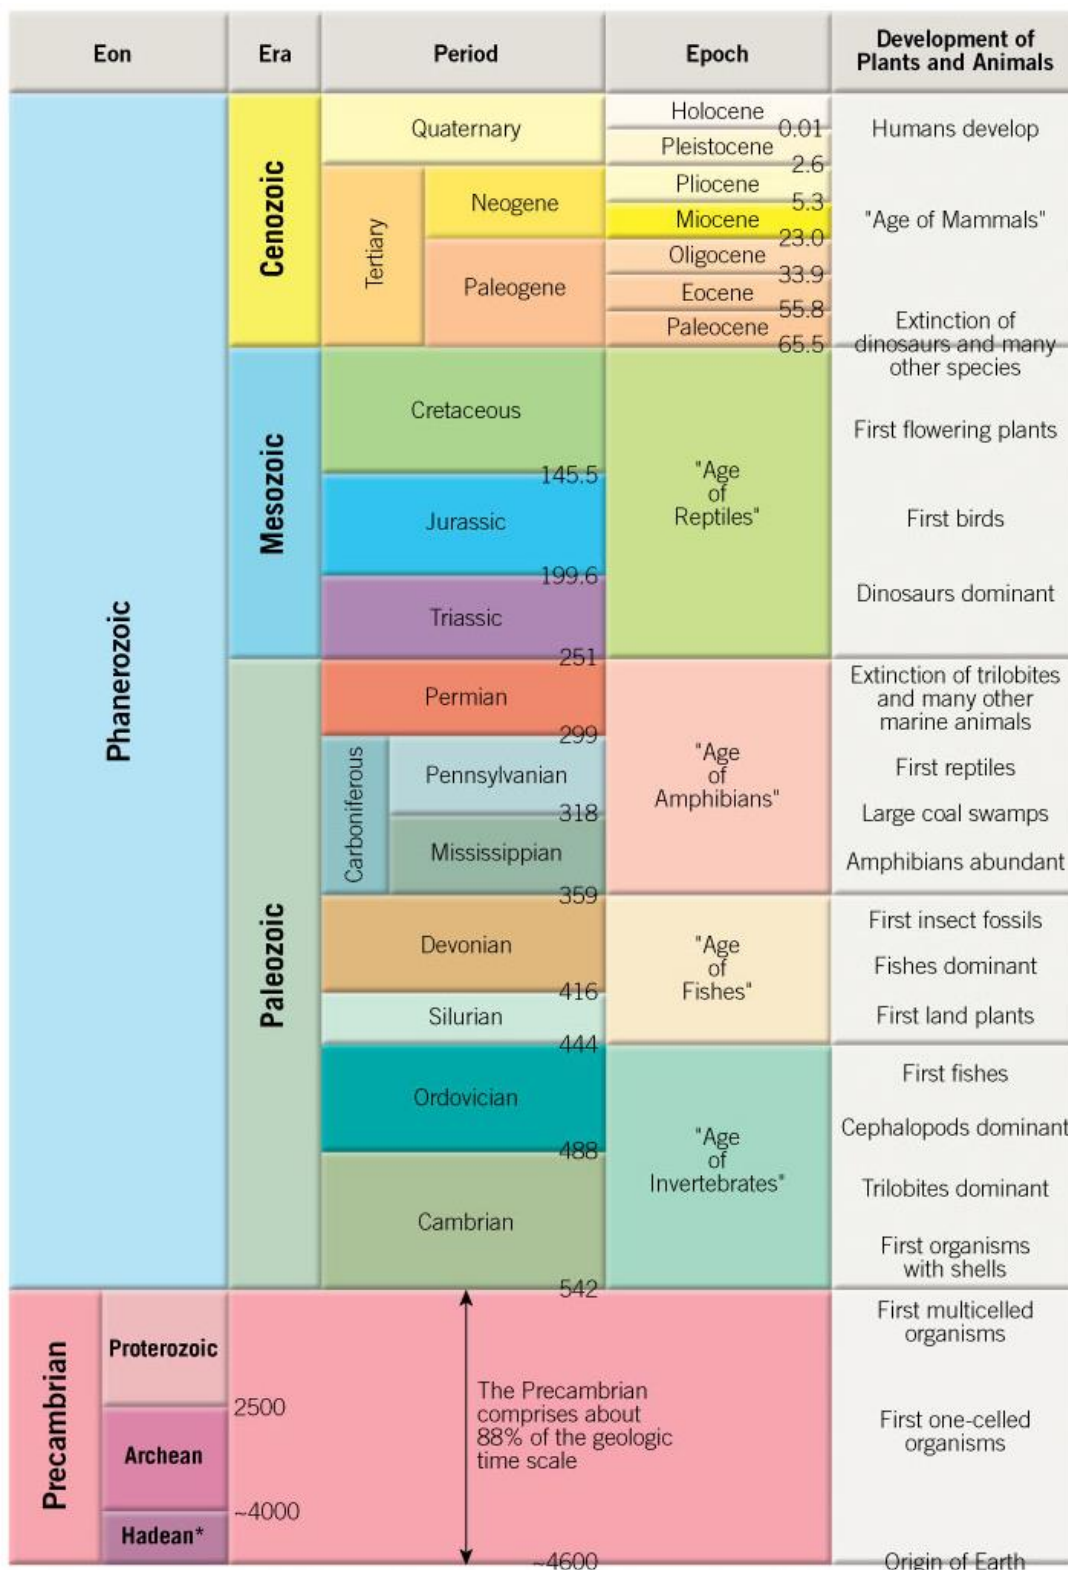 Eon
Era
Period
Epoch
Development of
Plants and Animals
Phanerozoic
Cenozoic
Quaternary
Holocene
0.01
Pleistocene
2.6
Humans develop
Tertiary
Neogene
Pliocene
5.3
Miocene
23.0
"Age of Mammals"
Paleogene
Oligocene
33.9
Eocene
55.8
Paleocene
65.5
Extinction of
dinosaurs and many
other species
Mesozoic
Cretaceous
145.5
Jurassic
199.6
Triassic
251
"Age
of
Reptiles"
First flowering plants
First birds
Dinosaurs dominant
Paleozoic
Permian
299
Carboniferous
Pennsylvanian
318
Mississippian
359
"Age
of
Amphibians"
Extinction of trilobites
and many other
marine animals
First reptiles
Large coal swamps
Amphibians abundant
Devonian
416
Silurian
444
"Age
of
Fishes"
First insect fossils
Fishes dominant
First land plants
Ordovician
488
Cambrian
542
"Age
of
Invertebrates"
First fishes
Cephalopods dominant
Trilobites dominant
First organisms
with shells
Precambrian
Proterozoic
2500
Archean
~4000
Hadean*
The Precambrian
comprises about
88% of the geologic
time scale
~4600
First multicelled
organisms
First one-celled
organisms
Origin of Earth